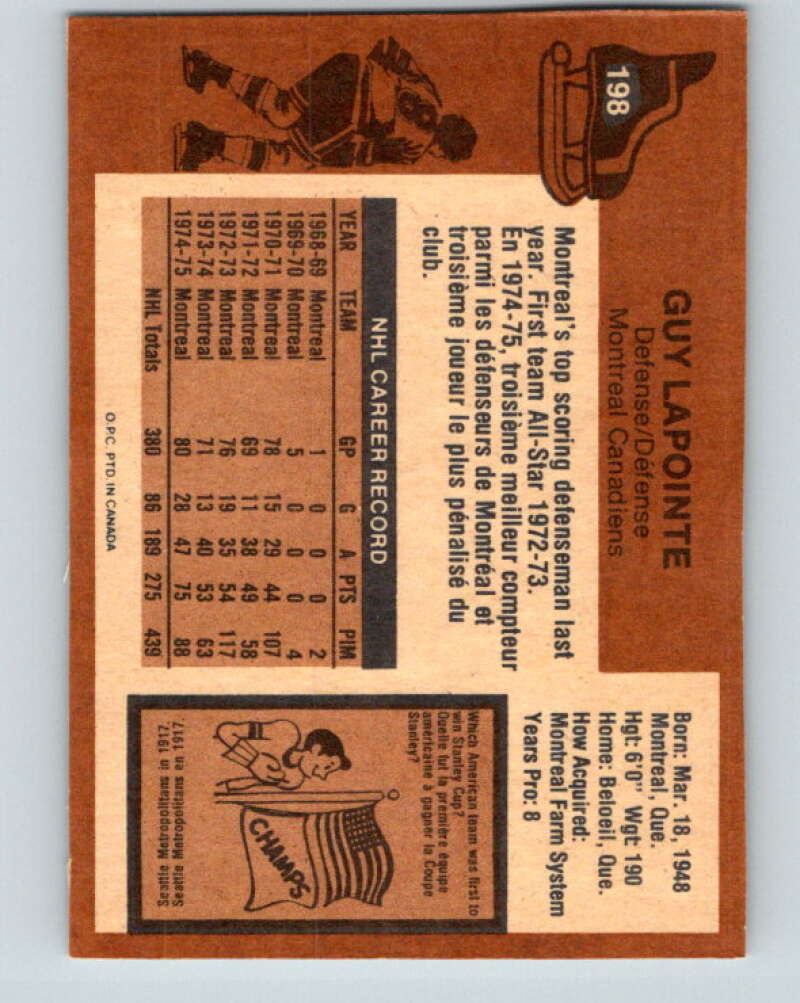 198
GUY LAPOINTE
Defense/Défense
Montreal Canadiens
Born: Mar. 18, 1948
Montreal, Que.
Hgt: 6'0" Wgt: 190
Home: Beloeil, Que.
How Acquired:
Montreal Farm System
Years Pro: 8
Montreal's top scoring defenseman last
year. First team All-Star 1972-73.
En 1974-75, troisième meilleur compteur
parmi les défenseurs de Montréal et
troisième joueur le plus pénalisé du
club.
NHL CAREER RECORD
YEAR TEAM GP G A PTS PIM
1968-69 Montreal 1 0 0 0 2
1969-70 Montreal 5 0 0 0 4
1970-71 Montreal 78 15 29 44 107
1971-72 Montreal 69 11 38 49 58
1972-73 Montreal 76 19 35 54 117
1973-74 Montreal 71 13 40 53 63
1974-75 Montreal 80 28 47 75 88
NHL Totals 380 86 189 275 439
O.P.C. PTD. IN CANADA
Which American team was first to
win Stanley Cup?
Quelle fut la première équipe
américaine à gagner la Coupe
Stanley?
CHAMPS
Seattle Metropolitans in 1917.
Seattle Metropolitians en
1917.
8